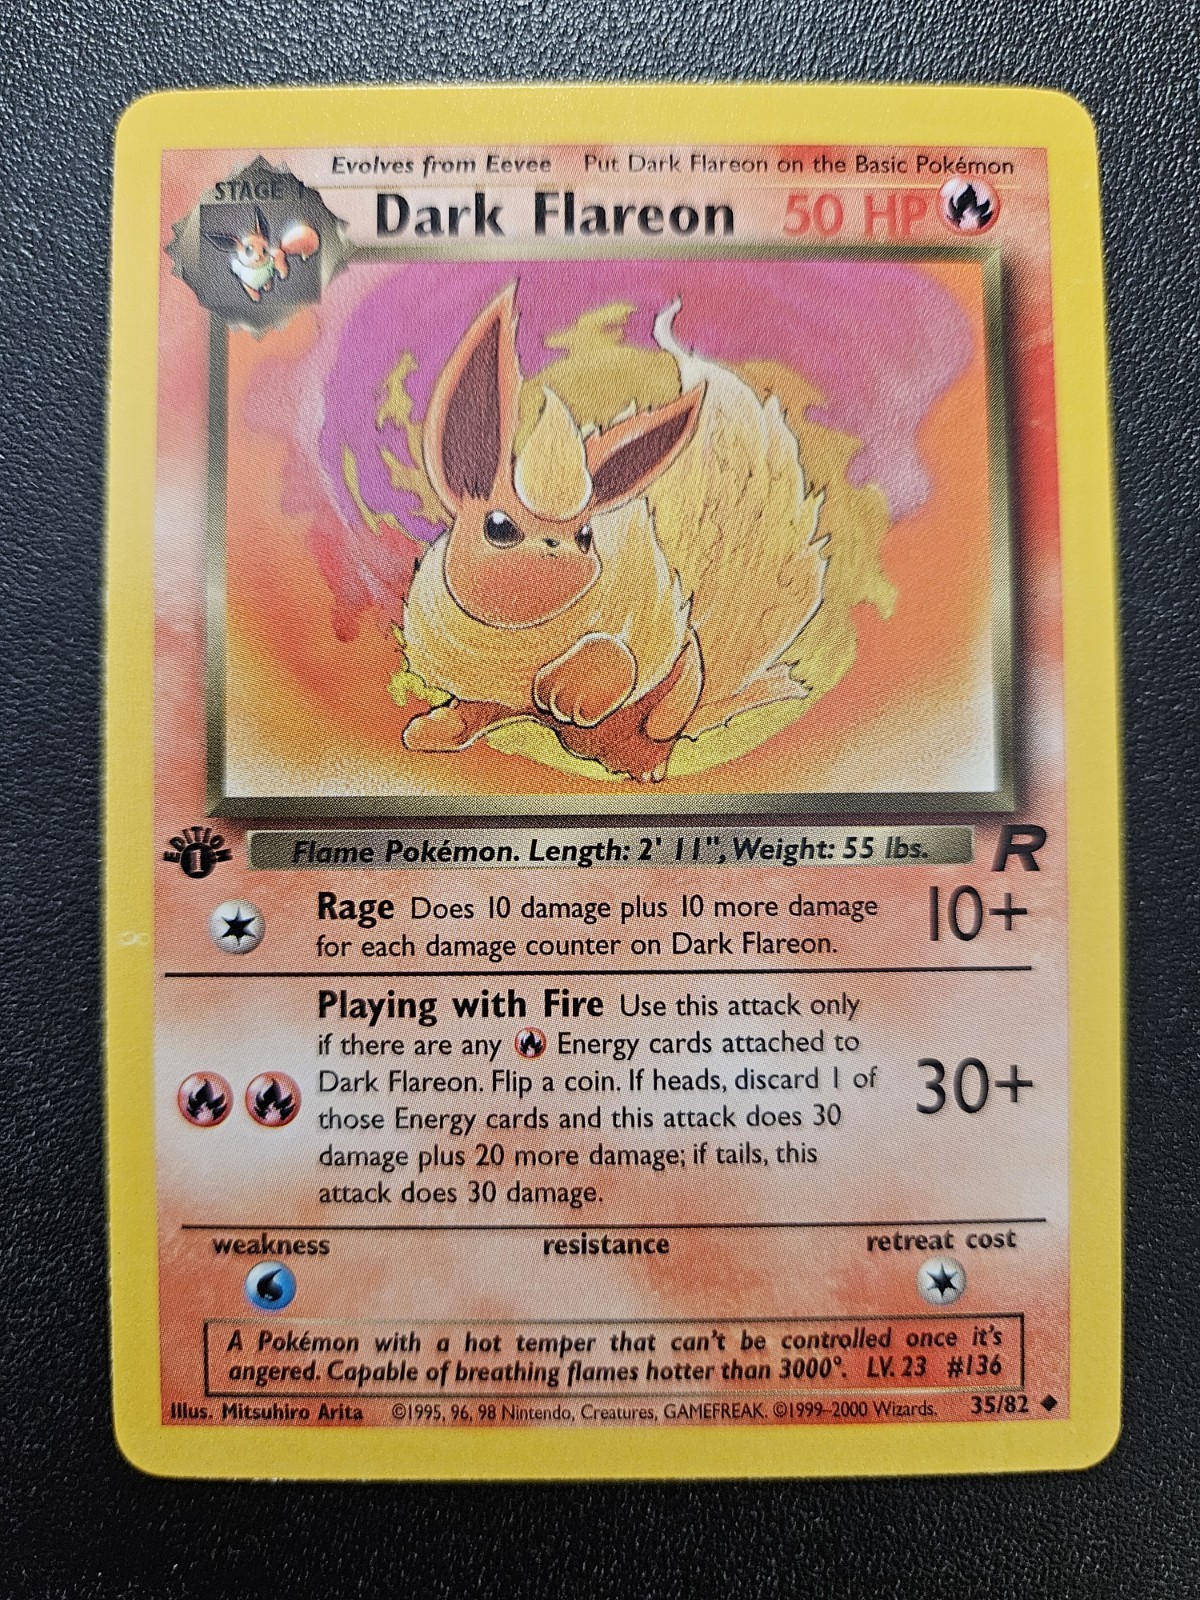 Evolves from Eevee Put Dark Flareon on the Basic Pokémon
STAGE 1
Dark Flareon 50 HP
EDITION
1
Flame Pokémon. Length: 2' 11", Weight: 55 lbs.
R
Rage Does 10 damage plus 10 more damage
for each damage counter on Dark Flareon.
10+
Playing with Fire Use this attack only
if there are any Energy cards attached to
Dark Flareon. Flip a coin. If heads, discard 1 of
those Energy cards and this attack does 30
damage plus 20 more damage; if tails, this
attack does 30 damage.
30+
weakness resistance retreat cost
A Pokémon with a hot temper that can't be controlled once it's
angered. Capable of breathing flames hotter than 3000°. LV. 23 #136
Illus. Mitsuhiro Arita ©1995, 96, 98 Nintendo, Creatures, GAMEFREAK. ©1999–2000 Wizards. 35/82